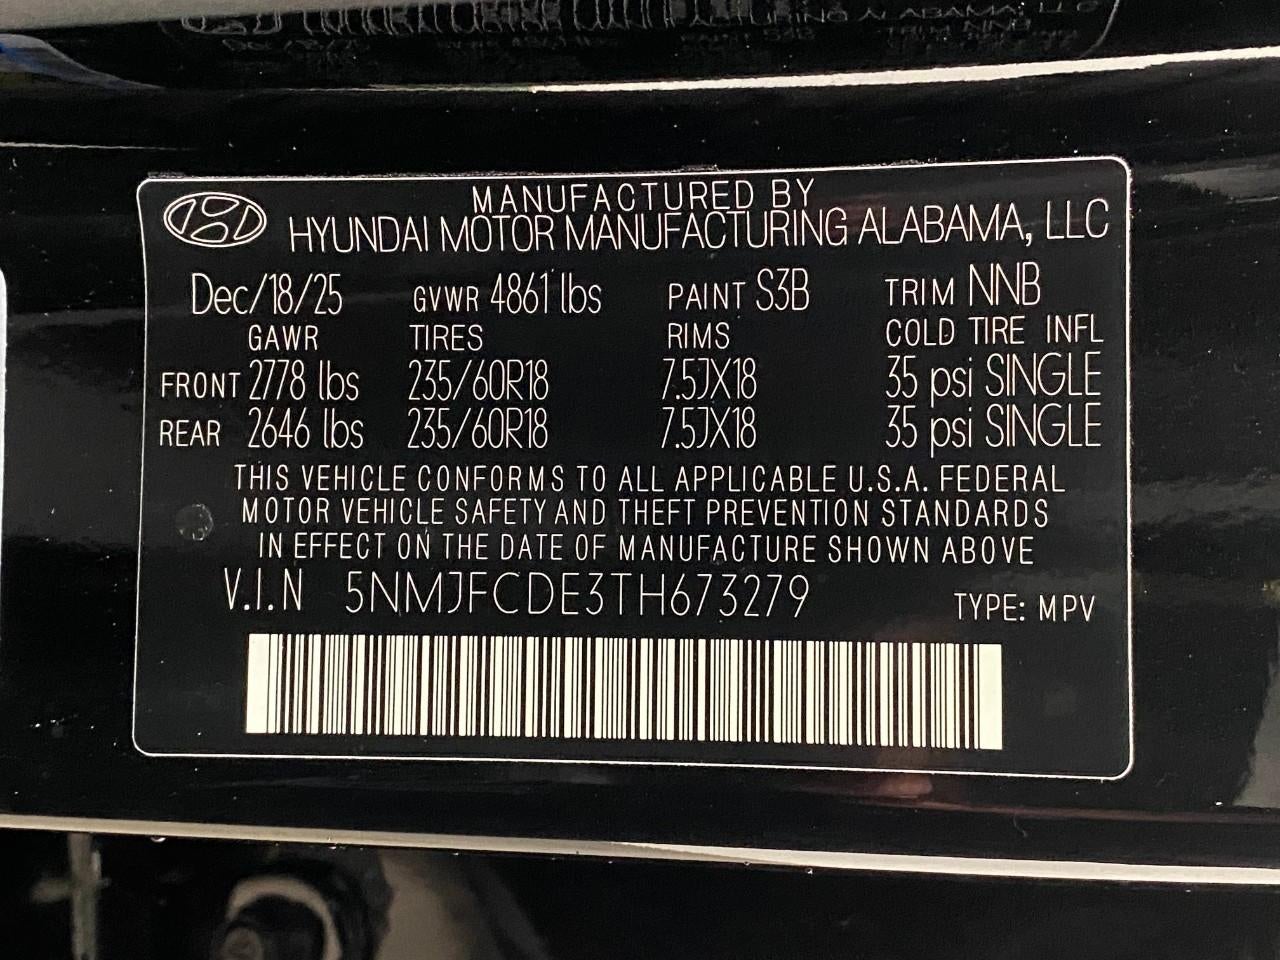 MANUFACTURED BY
HYUNDAI MOTOR MANUFACTURING ALABAMA, LLC
Dec/18/25 GVWR 4861 lbs PAINT S3B TRIM NNB
GAWR TIRES RIMS COLD TIRE INFL
FRONT 2778 lbs 235/60R18 7.5JX18 35 psi SINGLE
REAR 2646 lbs 235/60R18 7.5JX18 35 psi SINGLE
THIS VEHICLE CONFORMS TO ALL APPLICABLE U.S.A. FEDERAL
MOTOR VEHICLE SAFETY AND THEFT PREVENTION STANDARDS
IN EFFECT ON THE DATE OF MANUFACTURE SHOWN ABOVE
V.I.N 5NMJFCDE3TH673279 TYPE: MPV